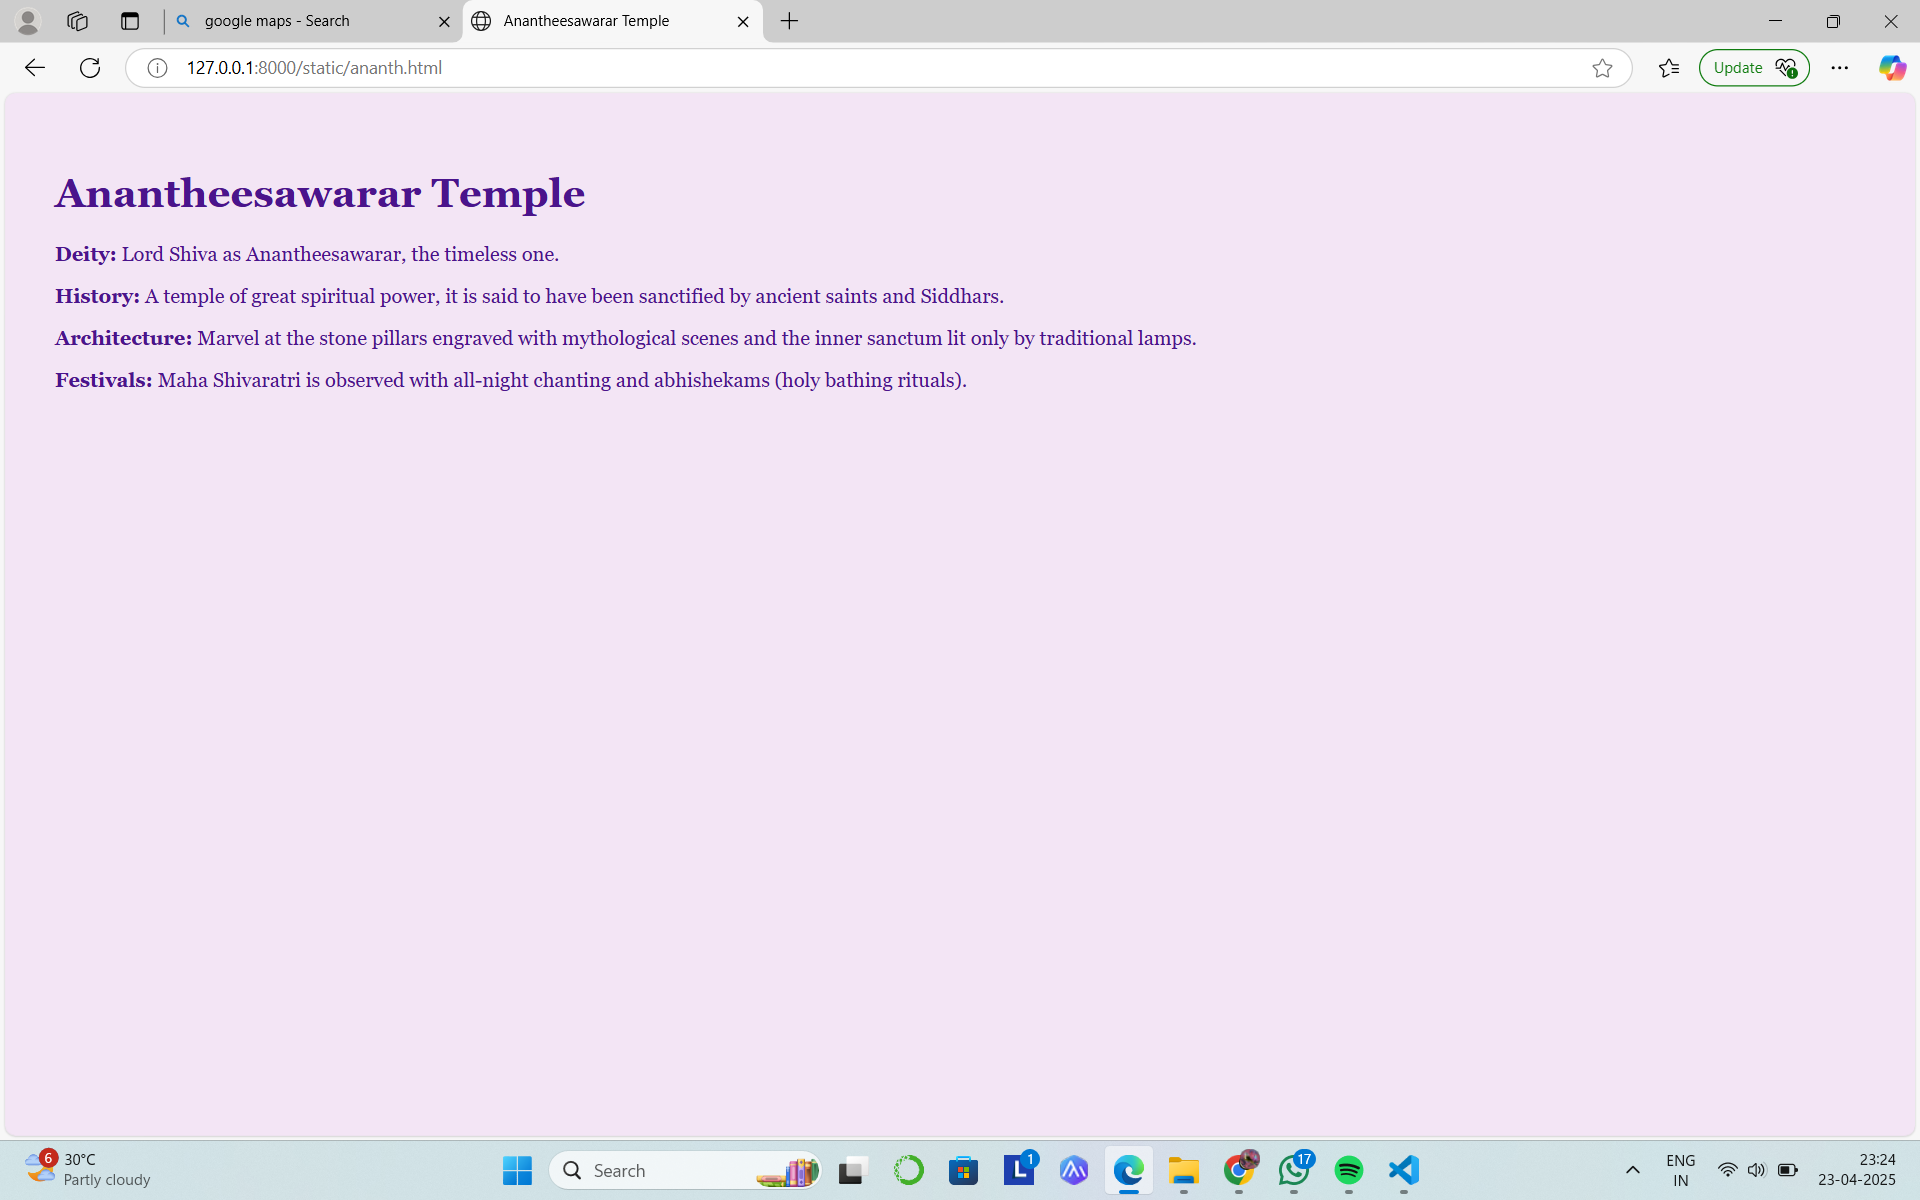 google maps - Search
Anantheesawarar Temple
127.0.0.1:8000/static/ananth.html
Update
Anantheesawarar Temple
Deity: Lord Shiva as Anantheesawarar, the timeless one.
History: A temple of great spiritual power, it is said to have been sanctified by ancient saints and Siddhars.
Architecture: Marvel at the stone pillars engraved with mythological scenes and the inner sanctum lit only by traditional lamps.
Festivals: Maha Shivaratri is observed with all-night chanting and abhishekams (holy bathing rituals).
6
30°C
Partly cloudy
Search
L
1
17
ENG
IN
23:24
23-04-2025